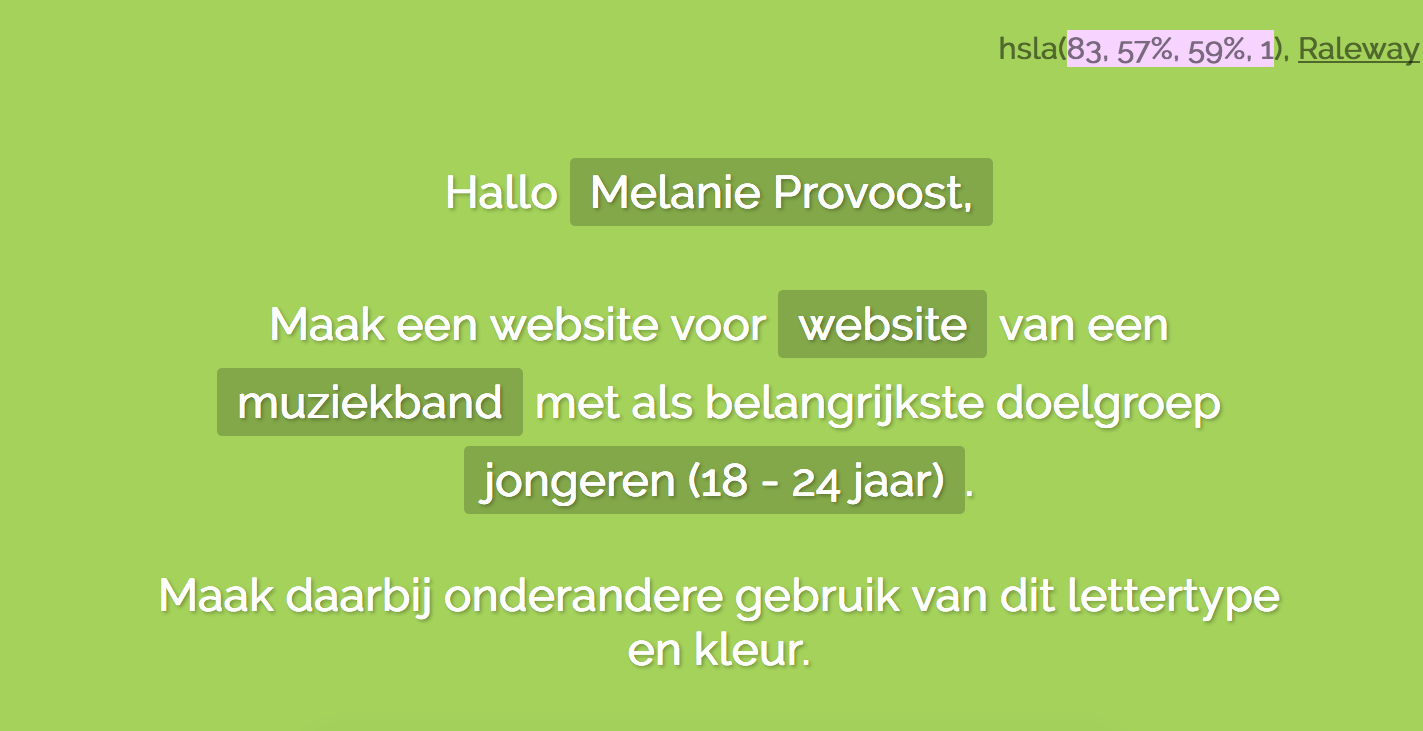 hsla(83, 57%, 59%, 1), Raleway
Hallo Melanie Provoost,
Maak een website voor website van een
muziekband met als belangrijkste doelgroep
jongeren (18 - 24 jaar) .
Maak daarbij onderandere gebruik van dit lettertype
en kleur.